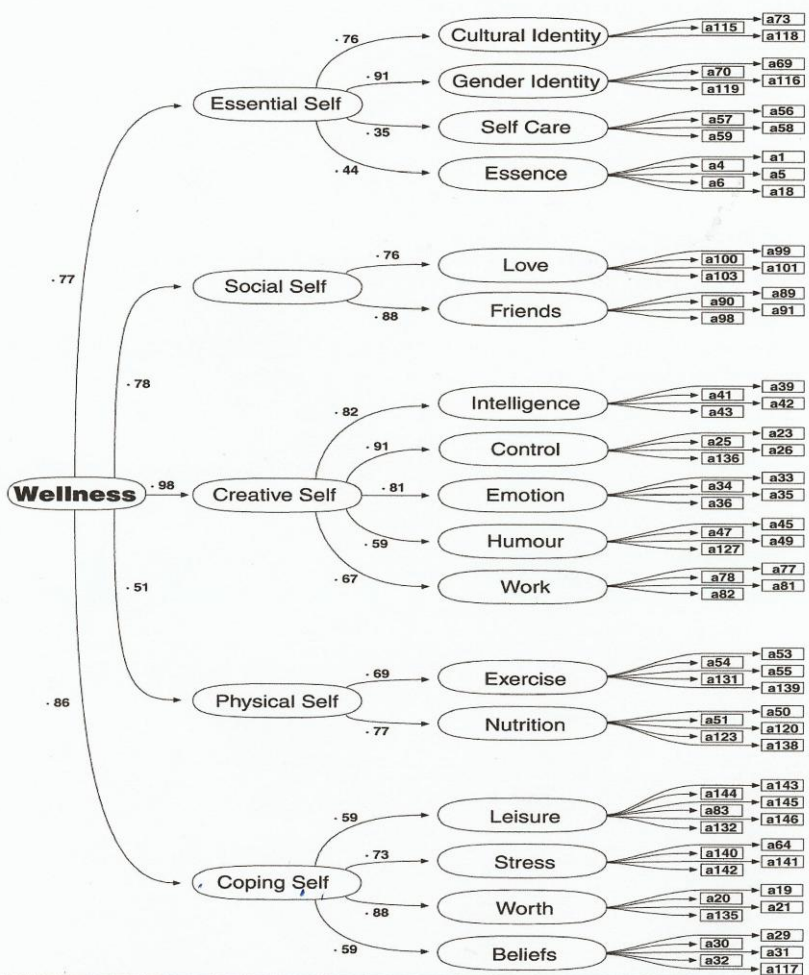 a73
. 76 Cultural Identity a115
a118
. 91 a69
Gender Identity a70
a116
Essential Self a119
a56
. 35 Self Care a57
a58
a59
. 44 a1
Essence a4
a5
a6
a18
. 77
a99
. 76 Love a100
a101
Social Self a103
a89
. 88 Friends a90
a91
a98
. 78
a39
. 82 Intelligence a41
a42
a43
a23
. 91 Control a25
a26
a136
a33
Wellness . 98 Creative Self . 81 Emotion a34
a35
a36
a45
. 59 Humour a47
a49
a127
a77
. 67 Work a78
a81
a82
. 51
a53
. 69 Exercise a54
a55
a131
Physical Self a139
. 86
a50
. 77 Nutrition a51
a120
a123
a138
a143
. 59 Leisure a144
a145
a83
a146
a132
a64
. 73 Stress a140
a141
Coping Self a142
a19
. 88 Worth a20
a21
a135
a29
. 59 Beliefs a30
a31
a32
a117